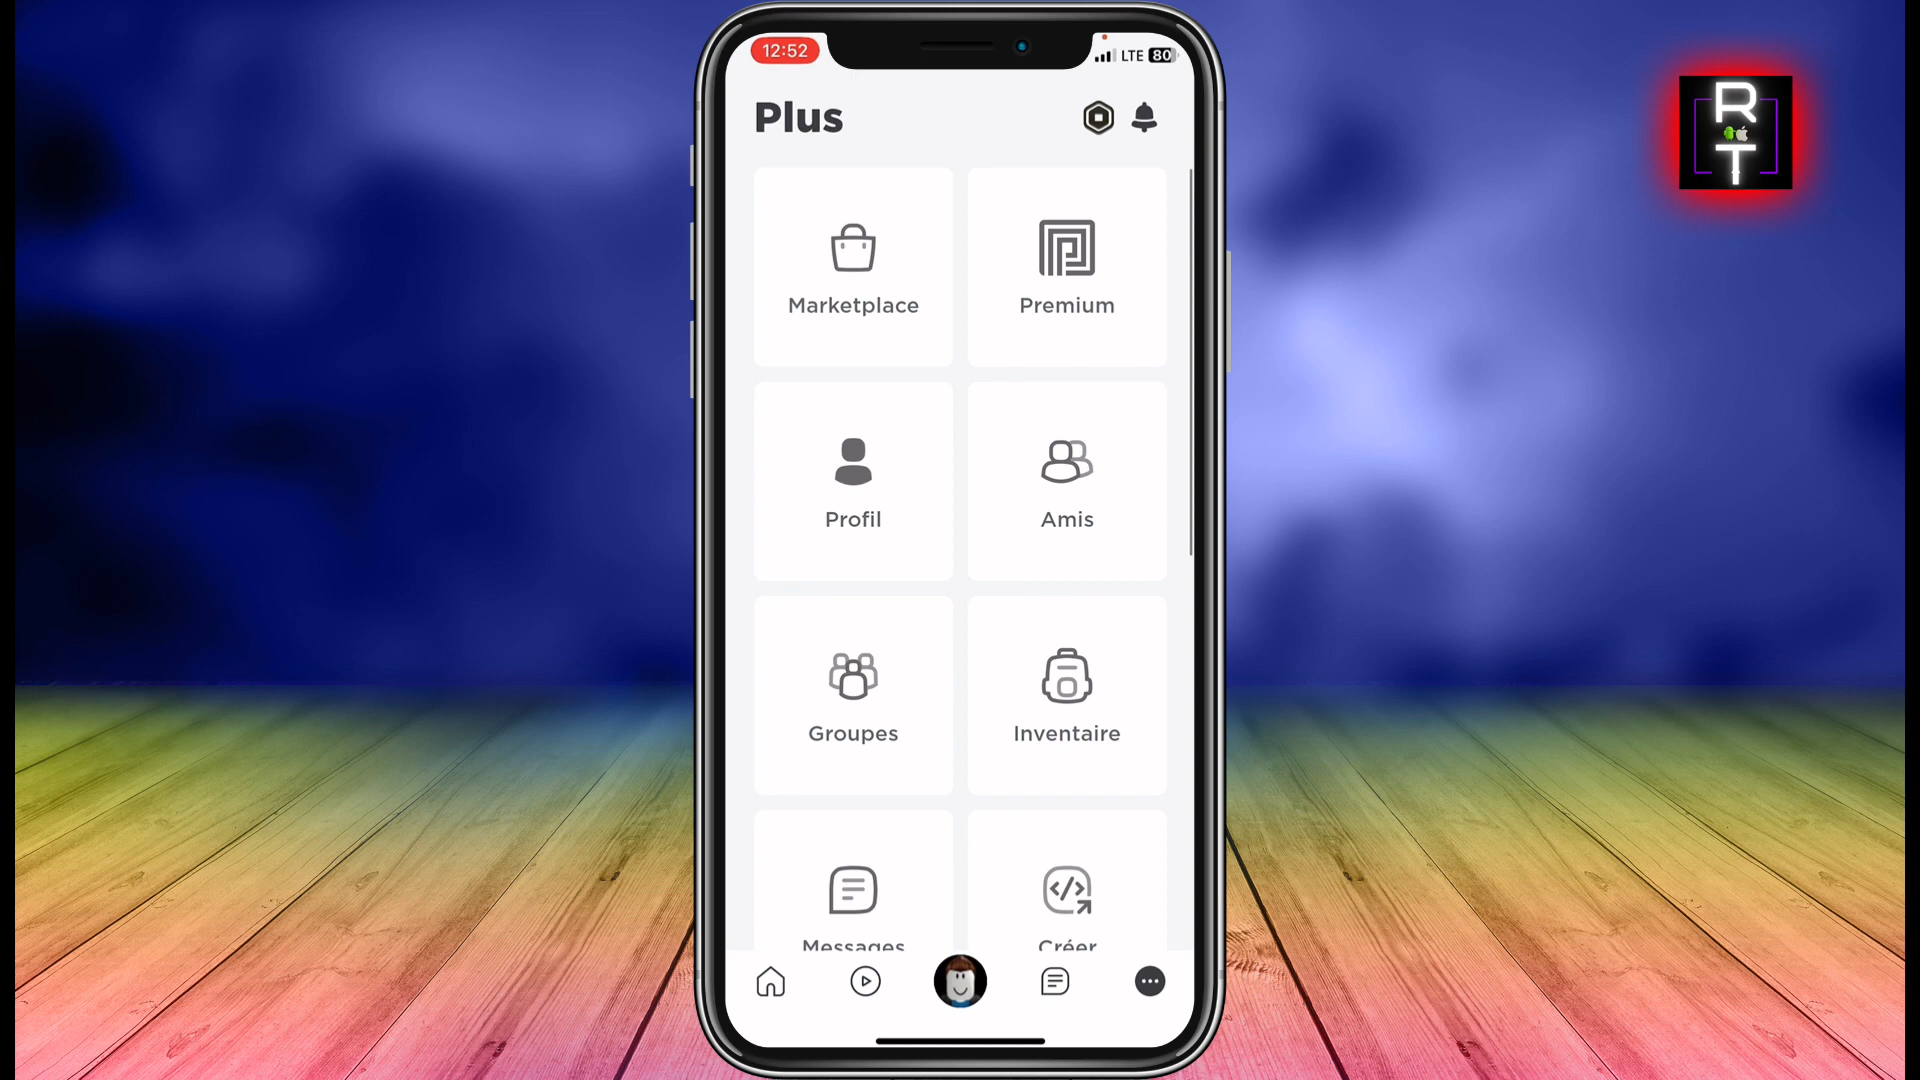 12:52
LTE 80
Plus
Marketplace
Premium
Profil
Amis
Groupes
Inventaire
Messages
Créer
R
T